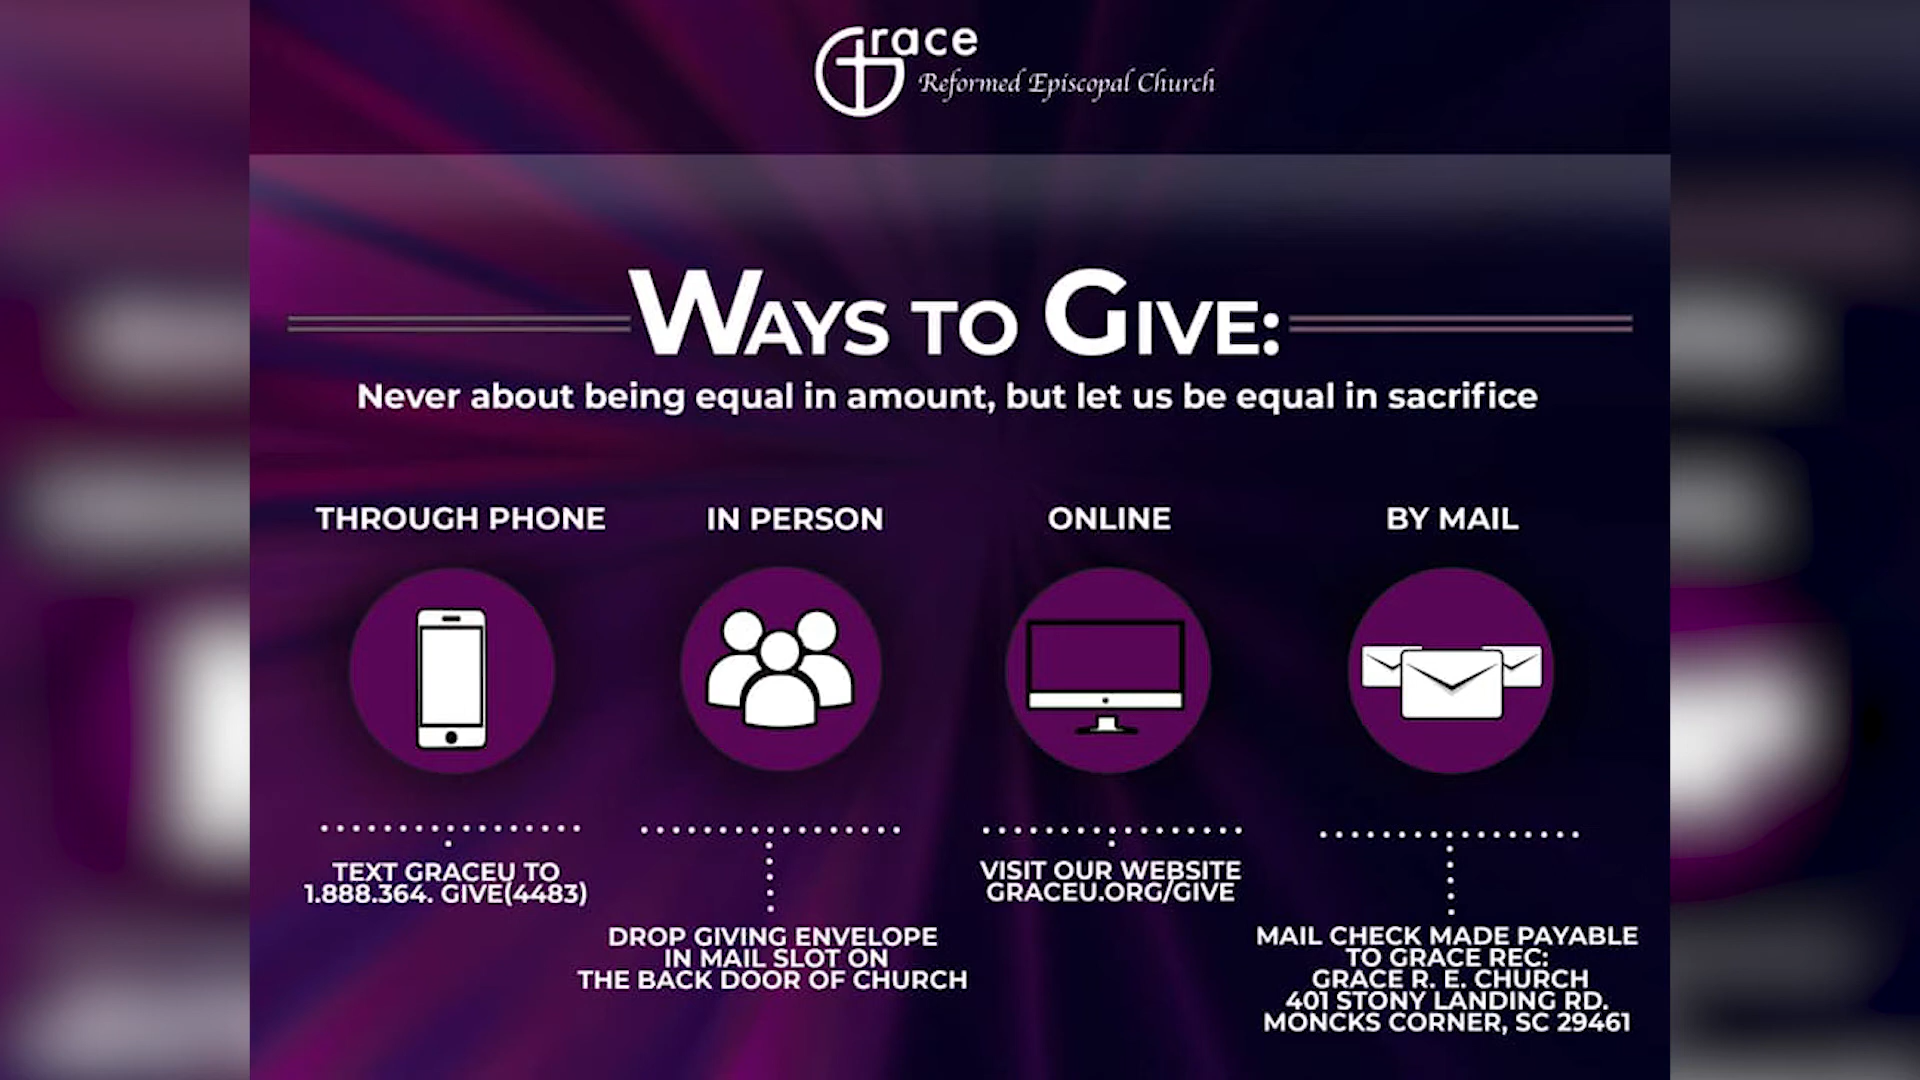 Grace
Reformed Episcopal Church
WAYS TO GIVE:
Never about being equal in amount, but let us be equal in sacrifice
THROUGH PHONE
TEXT GRACEU TO
1.888.364. GIVE(4483)
IN PERSON
DROP GIVING ENVELOPE
IN MAIL SLOT ON
THE BACK DOOR OF CHURCH
ONLINE
VISIT OUR WEBSITE
GRACEU.ORG/GIVE
BY MAIL
MAIL CHECK MADE PAYABLE
TO GRACE REC:
GRACE R. E. CHURCH
401 STONY LANDING RD.
MONCKS CORNER, SC 29461